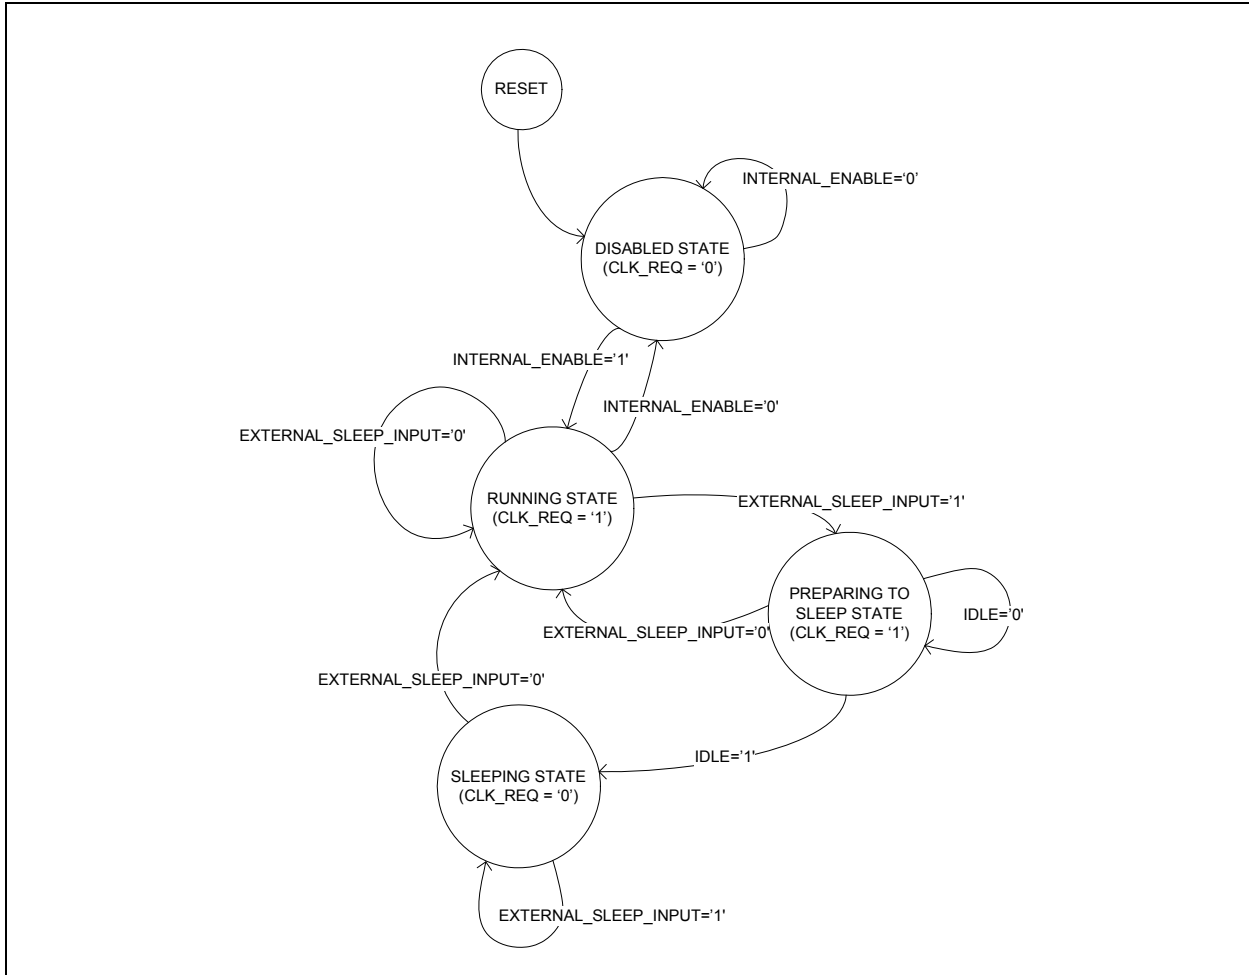 RESET
INTERNAL_ENABLE=‘0’
DISABLED STATE
(CLK_REQ = ‘0’)
INTERNAL_ENABLE=’1'
INTERNAL_ENABLE=’0'
EXTERNAL_SLEEP_INPUT=’0'
RUNNING STATE
(CLK_REQ = ‘1’)
EXTERNAL_SLEEP_INPUT=’1'
PREPARING TO
SLEEP STATE
(CLK_REQ = ‘1’)
IDLE=’0'
EXTERNAL_SLEEP_INPUT=’0'
EXTERNAL_SLEEP_INPUT=’0'
IDLE=’1'
SLEEPING STATE
(CLK_REQ = ‘0’)
EXTERNAL_SLEEP_INPUT=’1'